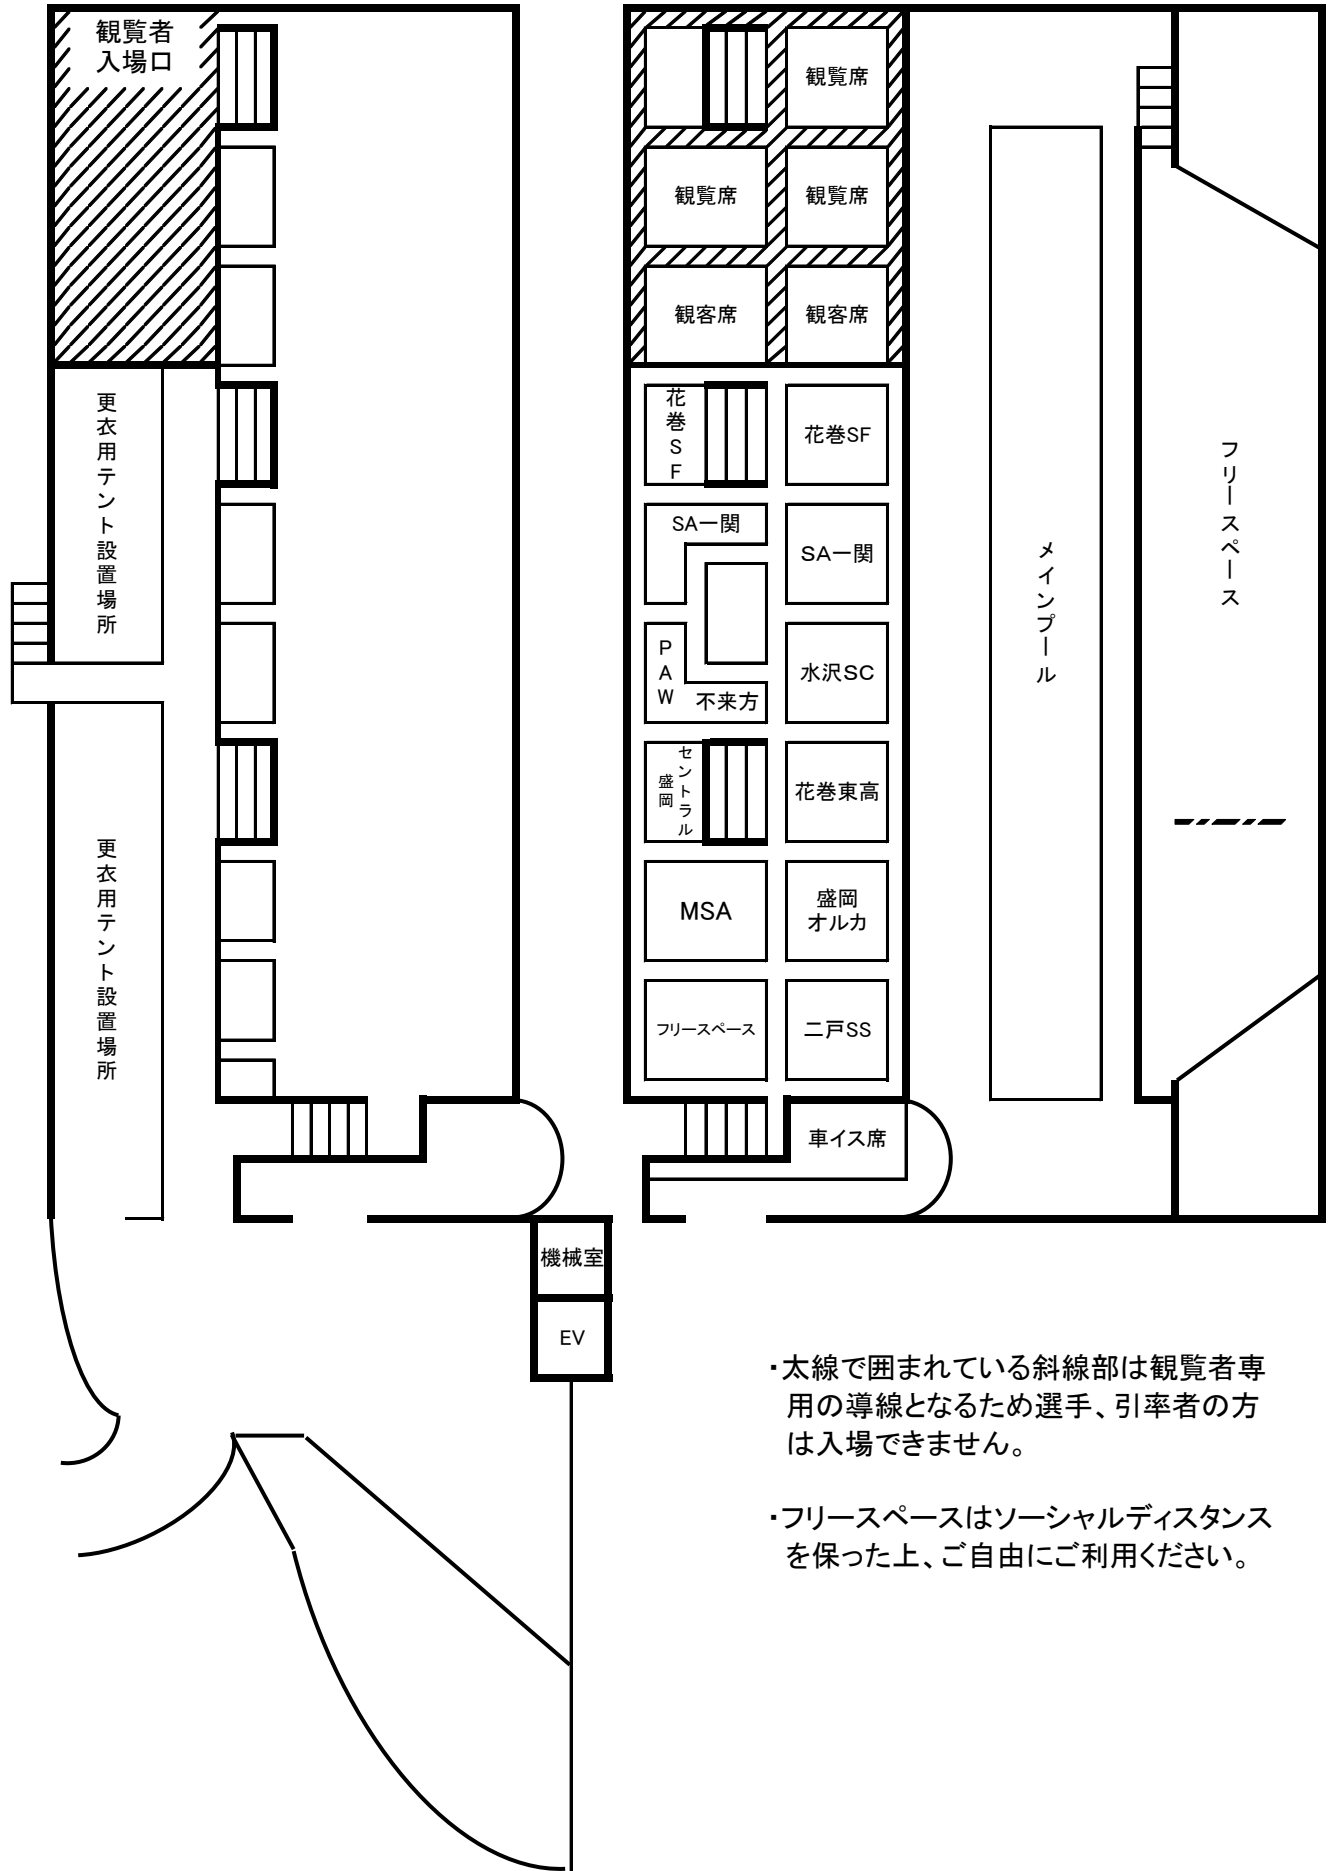 観覧者
入場口
更衣用テント設置場所
更衣用テント設置場所
観覧席
観覧席
観覧席
観客席
観客席
花巻SF
花巻SF
SA一関
SA一関
PAW
不来方
水沢SC
セントラル
盛岡
花巻東高
MSA
盛岡
オルカ
フリースペース
二戸SS
車イス席
メインプール
フリースペース
機械室
EV
・太線で囲まれている斜線部は観覧者専
用の導線となるため選手、引率者の方
は入場できません。
・フリースペースはソーシャルディスタンス
を保った上、ご自由にご利用ください。